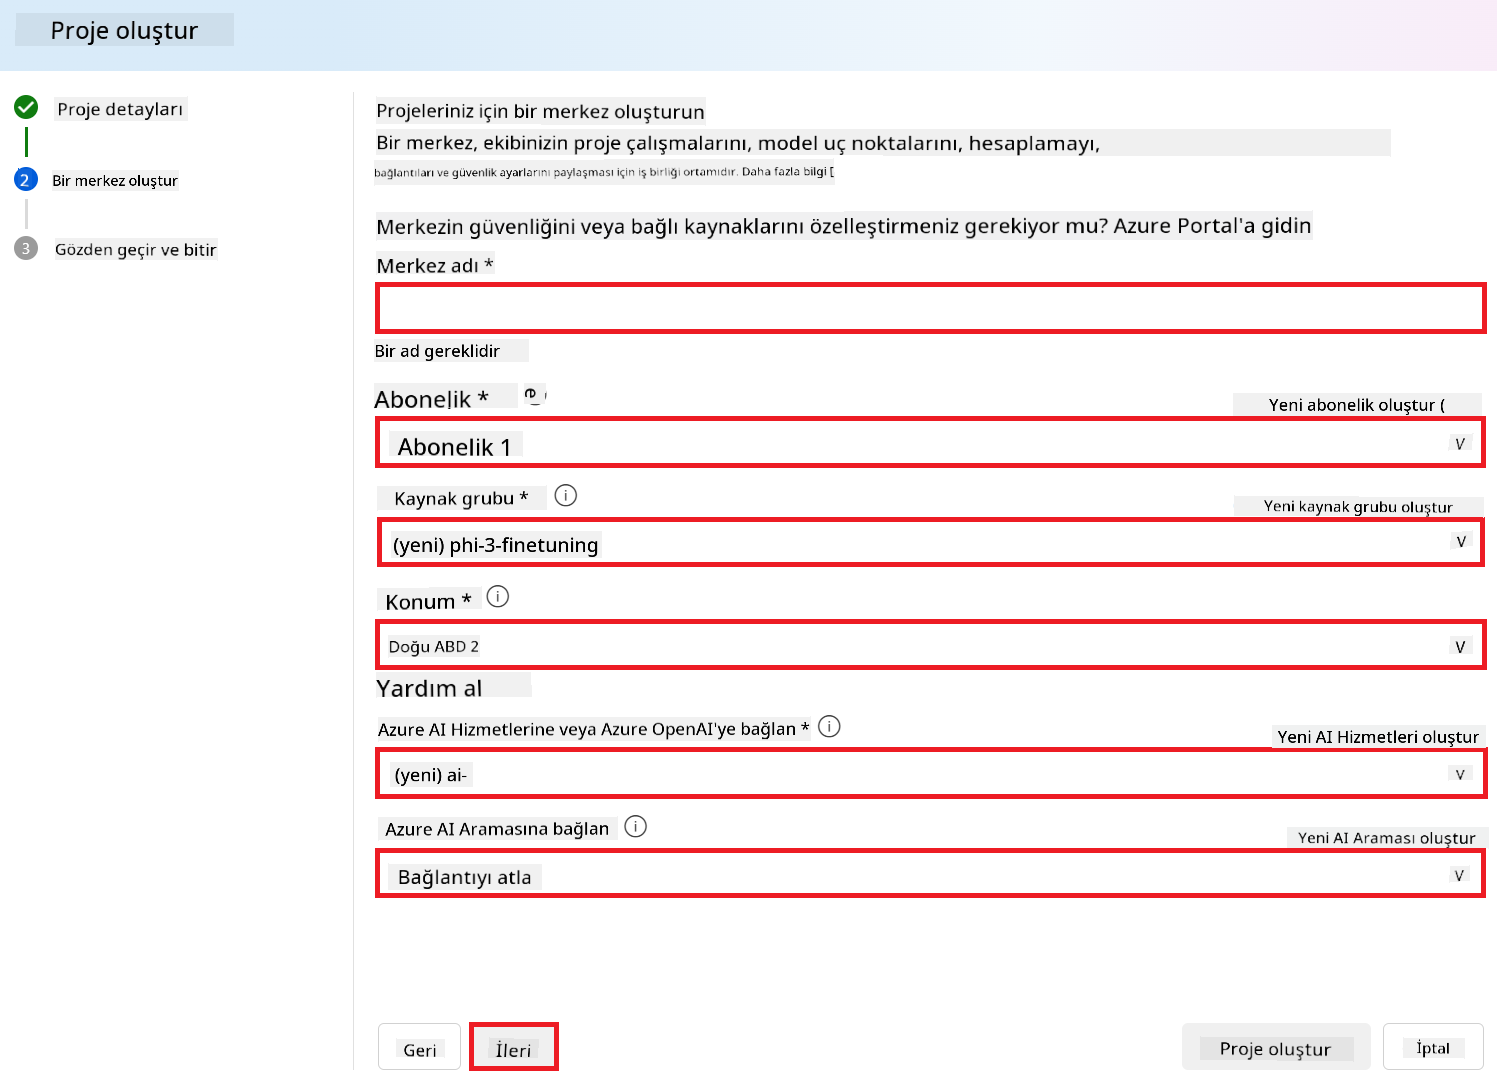 Proje oluştur
Proje detayları
2
Bir merkez oluştur
3
Gözden geçir ve bitir
Projeleriniz için bir merkez oluşturun
Bir merkez, ekibinizin proje çalışmalarını, model uç noktalarını, hesaplamayı,
bağlantıları ve güvenlik ayarlarını paylaşması için iş birliği ortamıdır. Daha fazla bilgi [
Merkezin güvenliğini veya bağlı kaynaklarını özelleştirmeniz gerekiyor mu? Azure Portal'a gidin
Merkez adı *
Bir ad gereklidir
Abonelik *
Yeni abonelik oluştur (
Abonelik 1
V
Kaynak grubu *
Yeni kaynak grubu oluştur
(yeni) phi-3-finetuning
V
Konum *
Doğu ABD 2
V
Yardım al
Azure AI Hizmetlerine veya Azure OpenAI'ye bağlan *
Yeni AI Hizmetleri oluştur
(yeni) ai-
V
Azure AI Aramasına bağlan
Yeni AI Araması oluştur
Bağlantıyı atla
V
Geri
İleri
Proje oluştur
İptal